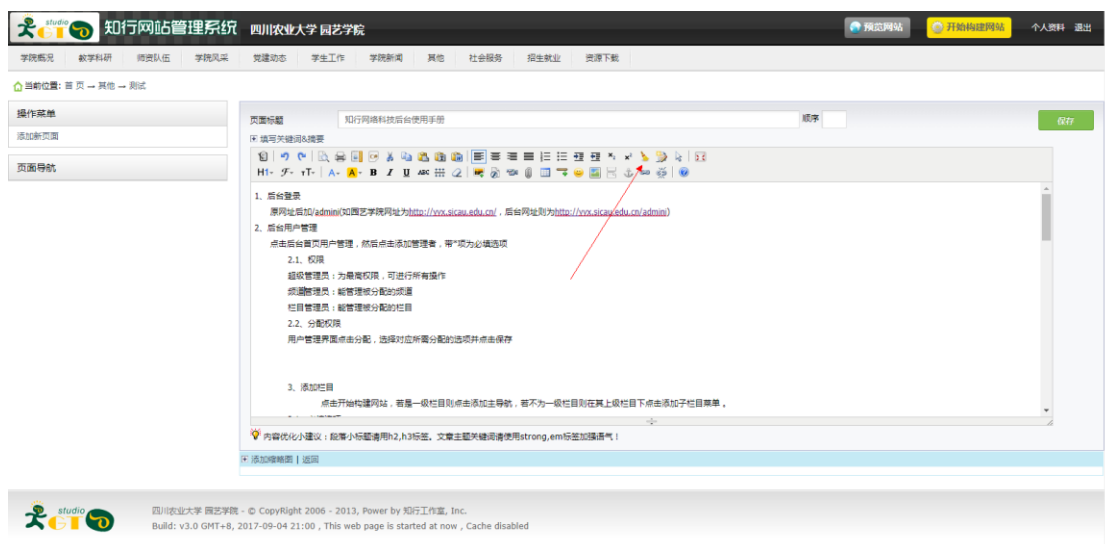 studio
GTD
知行网站管理系统 四川农业大学 园艺学院 预览网站 开始构建网站 个人资料 退出
学院概况 教学科研 师资队伍 学院风采 党建动态 学生工作 学院新闻 其他 社会服务 招生就业 资源下载
当前位置: 首 页 → 其他 → 测试
操作菜单
添加新页面
页面导航
页面标题 知行网络科技后台使用手册 顺序 保存
填写关键词&摘要
1、后台登录
原网址后加/admini(如园艺学院网址为http://yyx.sicau.edu.cn/，后台网址则为http://yyx.sicau.edu.cn/admini)
2、后台用户管理
点击后台首页用户管理，然后点击添加管理者，带*项为必填选项
2.1、权限
超级管理员：为最高权限，可进行所有操作
频道管理员：能管理被分配的频道
栏目管理员：能管理被分配的栏目
2.2、分配权限
用户管理界面点击分配，选择对应所需分配的选项并点击保存
3、添加栏目
点击开始构建网站，若是一级栏目则点击添加主导航，若不为一级栏目则在其上级栏目下点击添加子栏目菜单。
内容优化小建议：段落小标题请用h2,h3标签。文章主题关键词请使用strong,em标签加强语气！
添加缩略图 | 返回
studio
GTD
四川农业大学 园艺学院 - © CopyRight 2006 - 2013, Power by 知行工作室, Inc.
Build: v3.0 GMT+8, 2017-09-04 21:00 , This web page is started at now , Cache disabled